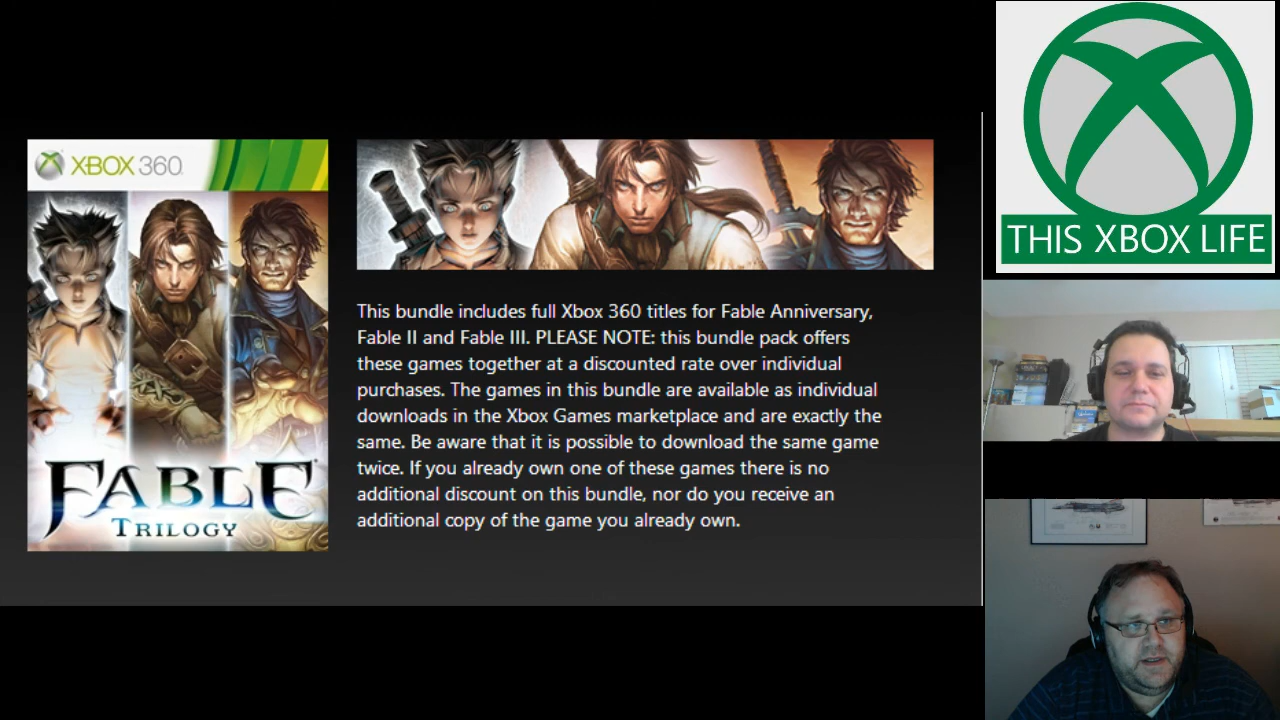 XBOX 360
FABLE
TRILOGY
This bundle includes full Xbox 360 titles for Fable Anniversary,
Fable II and Fable III. PLEASE NOTE: this bundle pack offers
these games together at a discounted rate over individual
purchases. The games in this bundle are available as individual
downloads in the Xbox Games marketplace and are exactly the
same. Be aware that it is possible to download the same game
twice. If you already own one of these games there is no
additional discount on this bundle, nor do you receive an
additional copy of the game you already own.
THIS XBOX LIFE